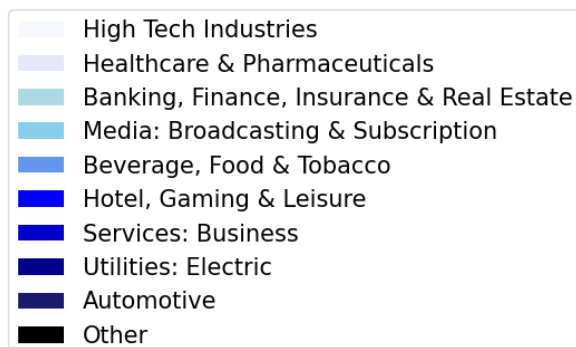 High Tech Industries
Healthcare & Pharmaceuticals
Banking, Finance, Insurance & Real Estate
Media: Broadcasting & Subscription
Beverage, Food & Tobacco
Hotel, Gaming & Leisure
Services: Business
Utilities: Electric
Automotive
Other